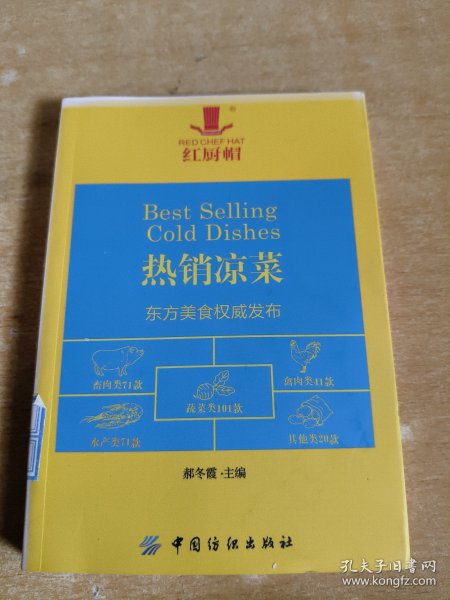 ®
RED CHEF HAT
红厨帽
Best Selling
Cold Dishes
热销凉菜
东方美食权威发布
畜肉类71款
禽肉类41款
蔬菜类101款
水产类71款
其他类20款
郝冬霞·主编
中国纺织出版社
孔夫子旧书网
www.kongfz.com